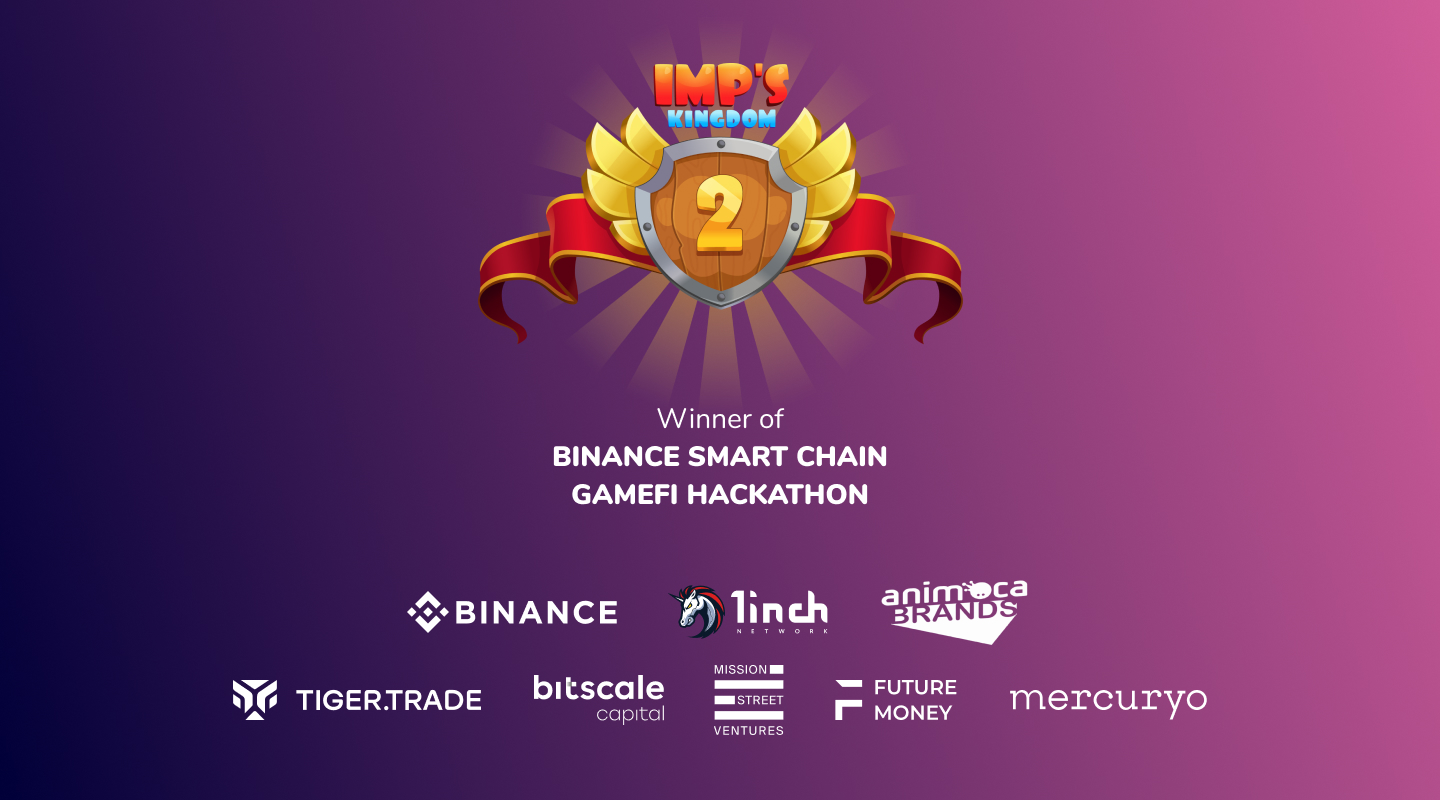 IMP'S
KINGDOM
2
Winner of
BINANCE SMART CHAIN
GAMEFI HACKATHON
BINANCE
1inch
NETWORK
animoca
BRANDS
TIGER.TRADE
bitscale
capital
MISSION
STREET
VENTURES
FUTURE
MONEY
mercuryo